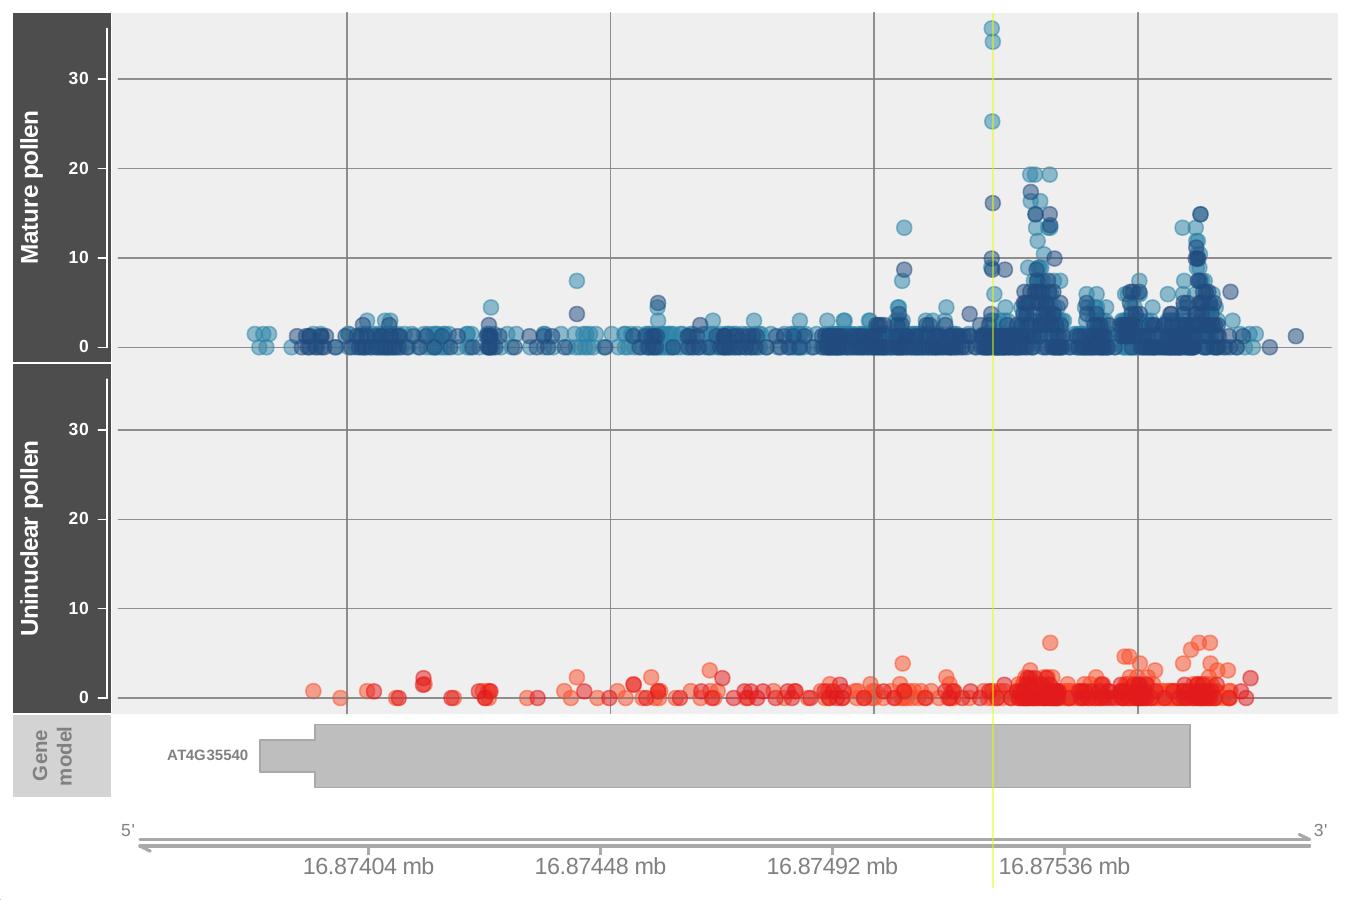 Mature pollen
30
20
10
0
Uninuclear pollen
30
20
10
0
Gene
model
AT4G35540
5'
3'
16.87404 mb
16.87448 mb
16.87492 mb
16.87536 mb